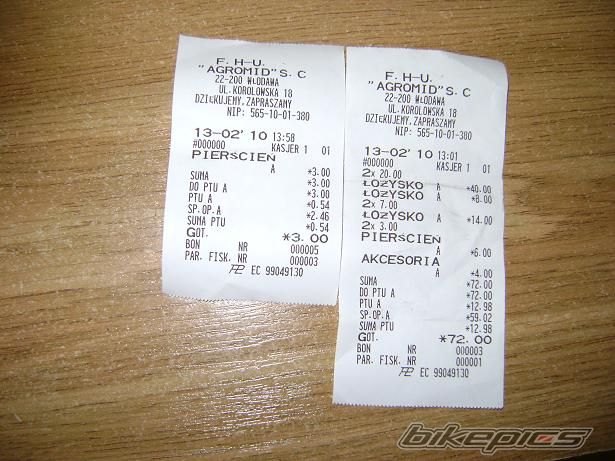 F. H-U.
"AGROMID"S. C
22-200 WŁODAWA
UL. KOROLOWSKA 18
DZIĘKUJEMY, ZAPRASZAMY
NIP: 565-10-01-380
13-02'10 13:58
#000000 KASJER 1 01
PIERŚCIEŃ
A *3.00
SUMA *3.00
DO PTU A *3.00
PTU A *0.54
SP.OP.A *2.46
SUMA PTU *0.54
GOT. *3.00
BON NR 000005
PAR. FISK. NR 000003
EC 99049130
F. H-U.
"AGROMID"S. C
22-200 WŁODAWA
UL. KOROLOWSKA 18
DZIĘKUJEMY, ZAPRASZAMY
NIP: 565-10-01-380
13-02'10 13:01
#000000 KASJER 1 01
2x 20.00
ŁOŻYSKO A *40.00
ŁOŻYSKO A *8.00
2x 7.00
ŁOŻYSKO A *14.00
2x 3.00
PIERŚCIEŃ
A *6.00
AKCESORIA
A *4.00
SUMA *72.00
DO PTU A *72.00
PTU A *12.98
SP.OP.A *59.02
SUMA PTU *12.98
GOT. *72.00
BON NR 000003
PAR. FISK. NR 000001
EC 99049130
bikepics